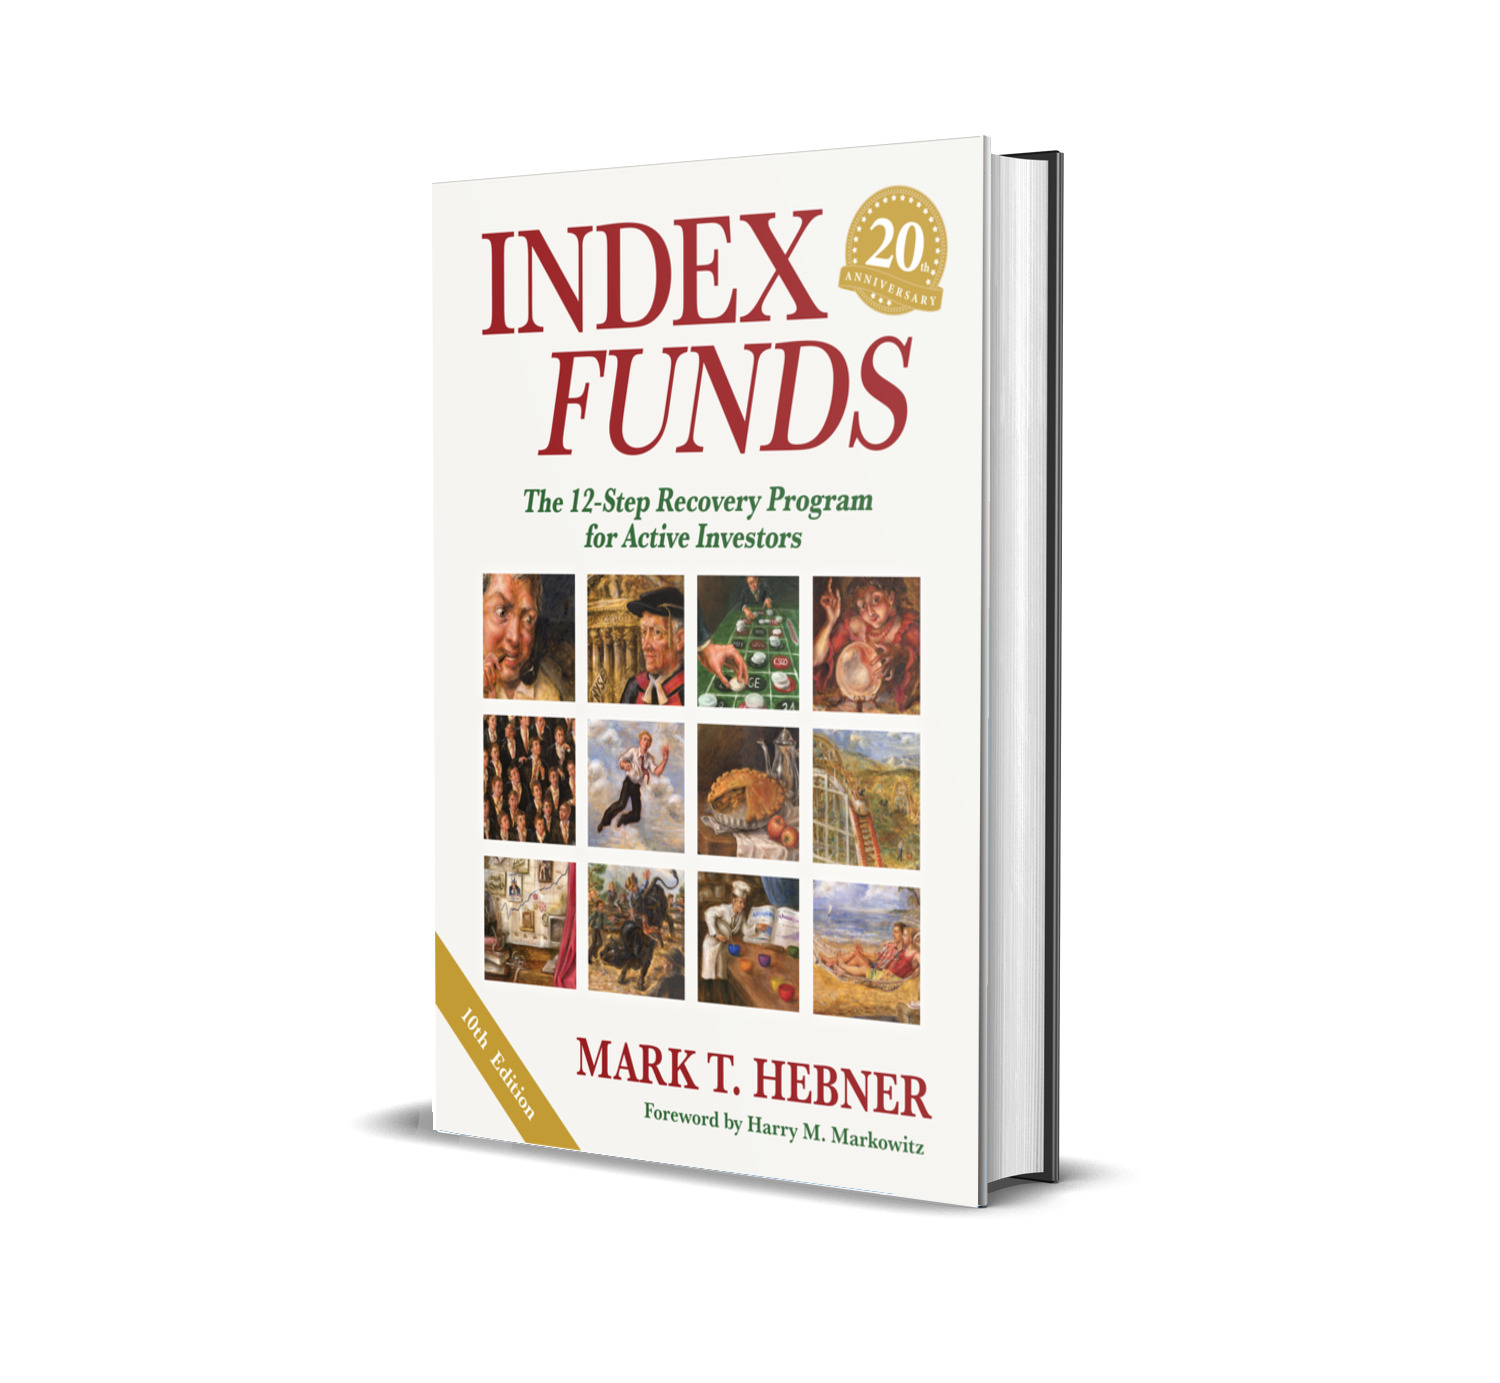 INDEX
FUNDS
20th
ANNIVERSARY
The 12-Step Recovery Program
for Active Investors
10th Edition
MARK T. HEBNER
Foreword by Harry M. Markowitz